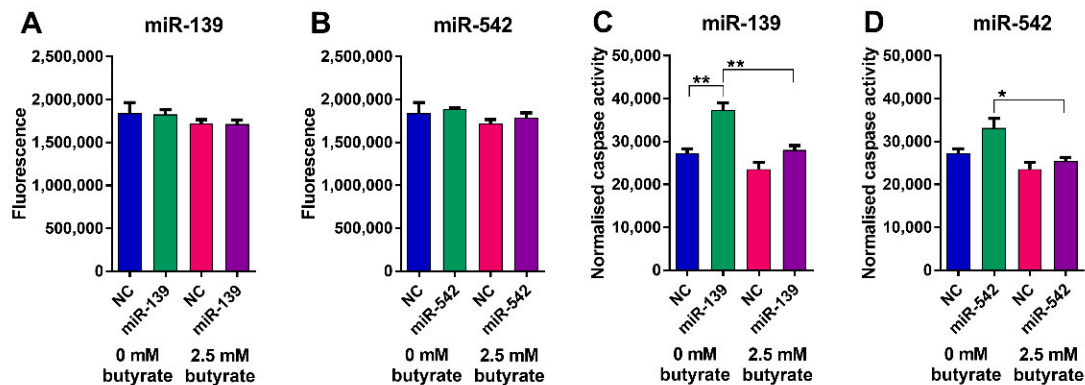 A
miR-139
Fluorescence
2,500,000
2,000,000
1,500,000
1,000,000
500,000
0
NC
miR-139
NC
miR-139
0 mM
butyrate
2.5 mM
butyrate
B
miR-542
Fluorescence
2,500,000
2,000,000
1,500,000
1,000,000
500,000
0
NC
miR-542
NC
miR-542
0 mM
butyrate
2.5 mM
butyrate
C
miR-139
Normalised caspase activity
50,000
40,000
30,000
20,000
10,000
0
**
**
NC
miR-139
NC
miR-139
0 mM
butyrate
2.5 mM
butyrate
D
miR-542
Normalised caspase activity
50,000
40,000
30,000
20,000
10,000
0
*
NC
miR-542
NC
miR-542
0 mM
butyrate
2.5 mM
butyrate